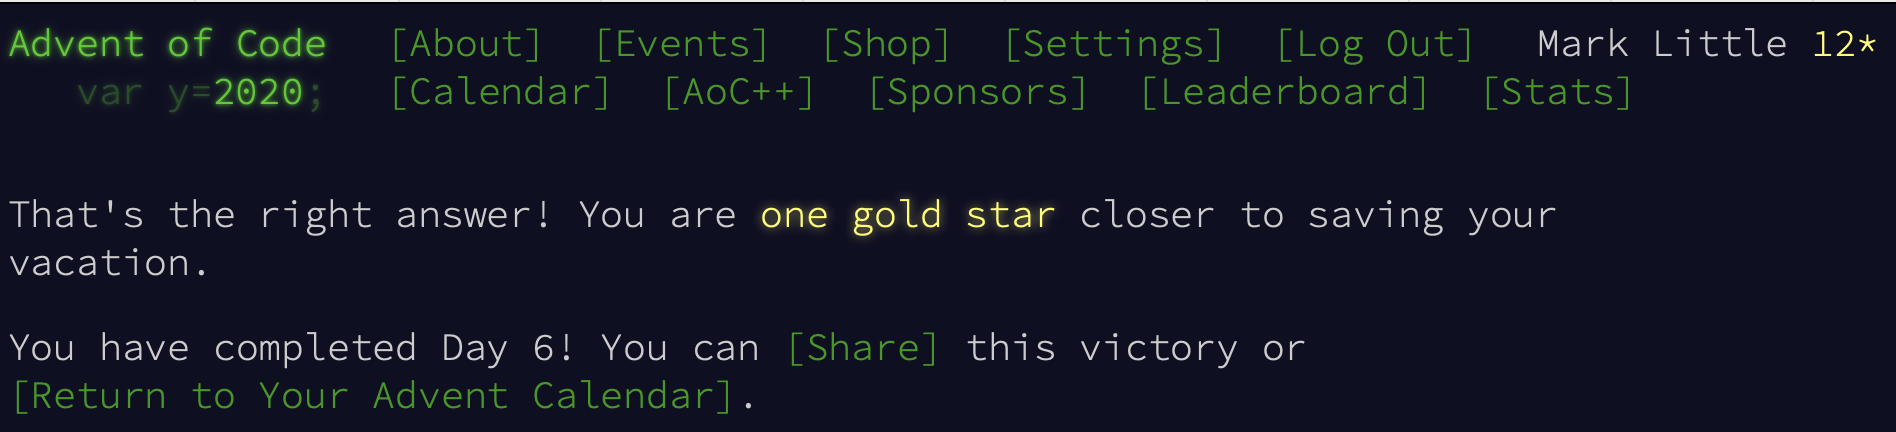 Advent of Code [About] [Events] [Shop] [Settings] [Log Out] Mark Little 12*
var y=2020; [Calendar] [AoC++] [Sponsors] [Leaderboard] [Stats]
That's the right answer! You are one gold star closer to saving your
vacation.
You have completed Day 6! You can [Share] this victory or
[Return to Your Advent Calendar].